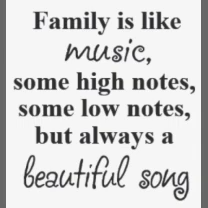 Family is like
music,
some high notes,
some low notes,
but always a
beautiful song